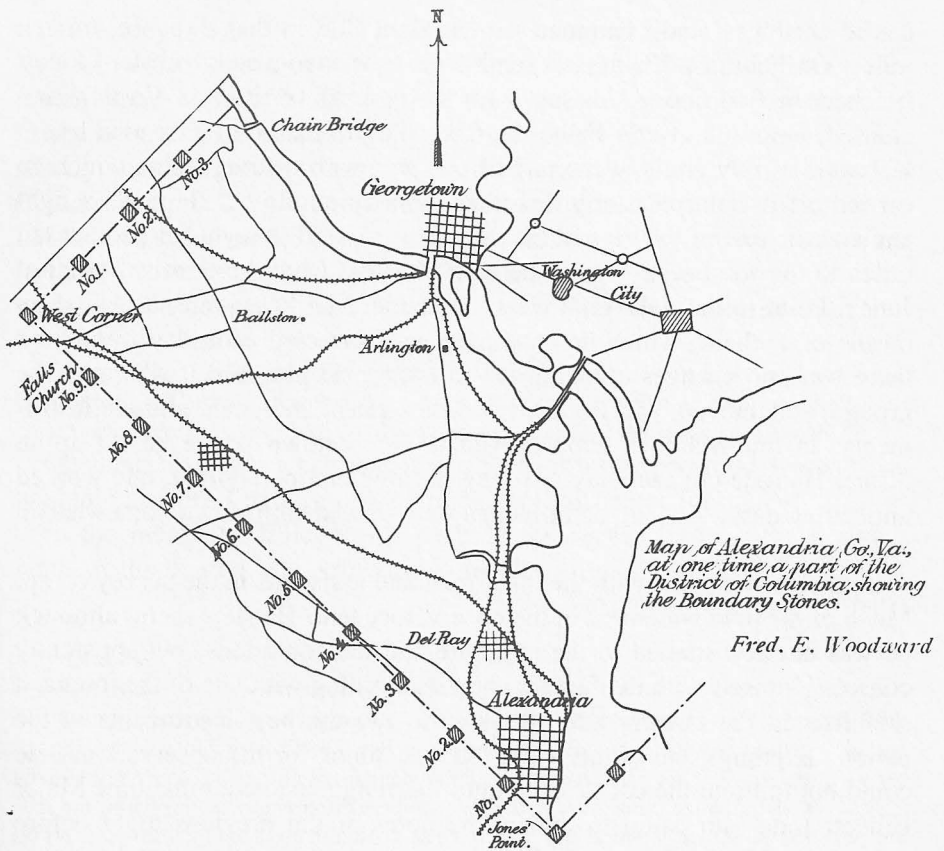 N
Chain Bridge
No. 3.
No. 2.
No. 1
Georgetown
Washington
City
West Corner
Ballston.
Arlington
Falls
Church
No. 9.
No. 8.
No. 7.
No. 6.
No. 5
No. 4.
No. 3
No. 2
No. 1
Del Ray
Alexandria
Jones'
Point.
Map of Alexandria Co., Va.,
at one time a part of the
District of Columbia, showing
the Boundary Stones.
Fred. E. Woodward